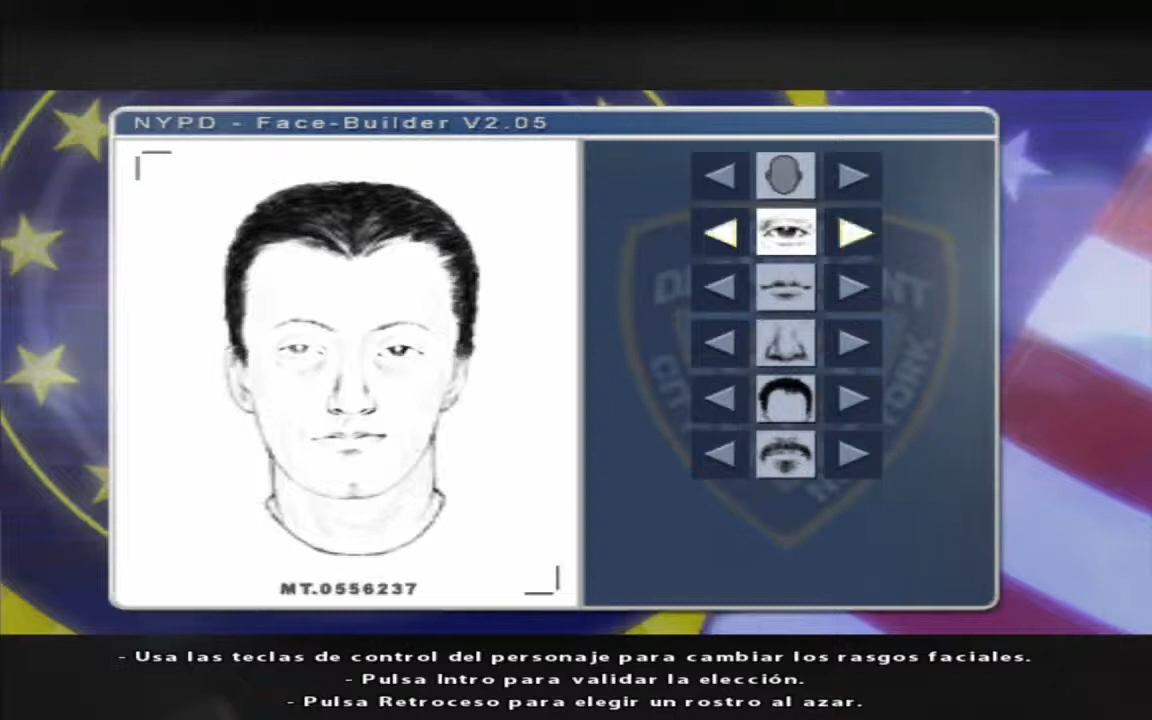 NYPD - Face-Builder V2.05
MT.0556237
- Usa las teclas de control del personaje para cambiar los rasgos faciales.
- Pulsa Intro para validar la elección.
- Pulsa Retroceso para elegir un rostro al azar.